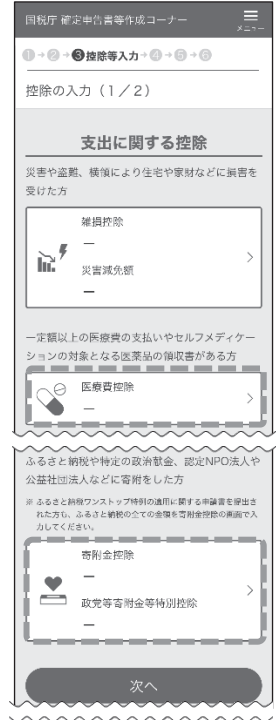 国税庁 確定申告書等作成コーナー
メニュー
❶→❷→❸控除等入力→❹→❺→❻
控除の入力(1/2)
支出に関する控除
災害や盗難、横領により住宅や家財などに損害を
受けた方
雑損控除
―
災害減免額
―
一定額以上の医療費の支払いやセルフメディケー
ションの対象となる医薬品の領収書がある方
医療費控除
―
ふるさと納税や特定の政治献金、認定NPO法人や
公益社団法人などに寄附をした方
※ ふるさと納税ワンストップ特例の適用に関する申請書を提出さ
れた方も、ふるさと納税の全ての金額を寄附金控除の画面で入
力してください。
寄附金控除
―
政党等寄附金等特別控除
―
次へ